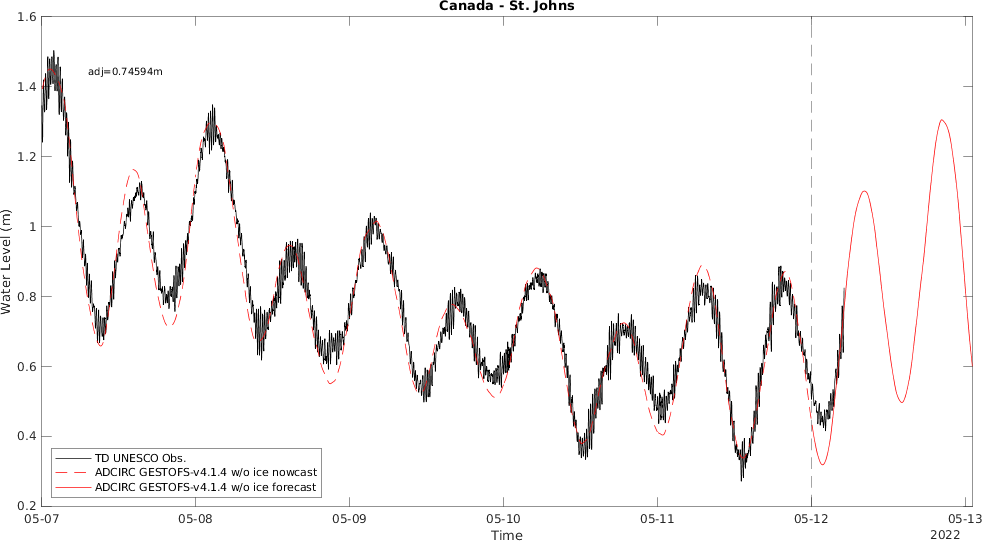 Canada - St. Johns
adj=0.74594m
Water Level (m)
1.6
1.4
1.2
1
0.8
0.6
0.4
0.2
TD UNESCO Obs.
ADCIRC GESTOFS-v4.1.4 w/o ice nowcast
ADCIRC GESTOFS-v4.1.4 w/o ice forecast
05-07 05-08 05-09 05-10 05-11 05-12 05-13
Time
2022